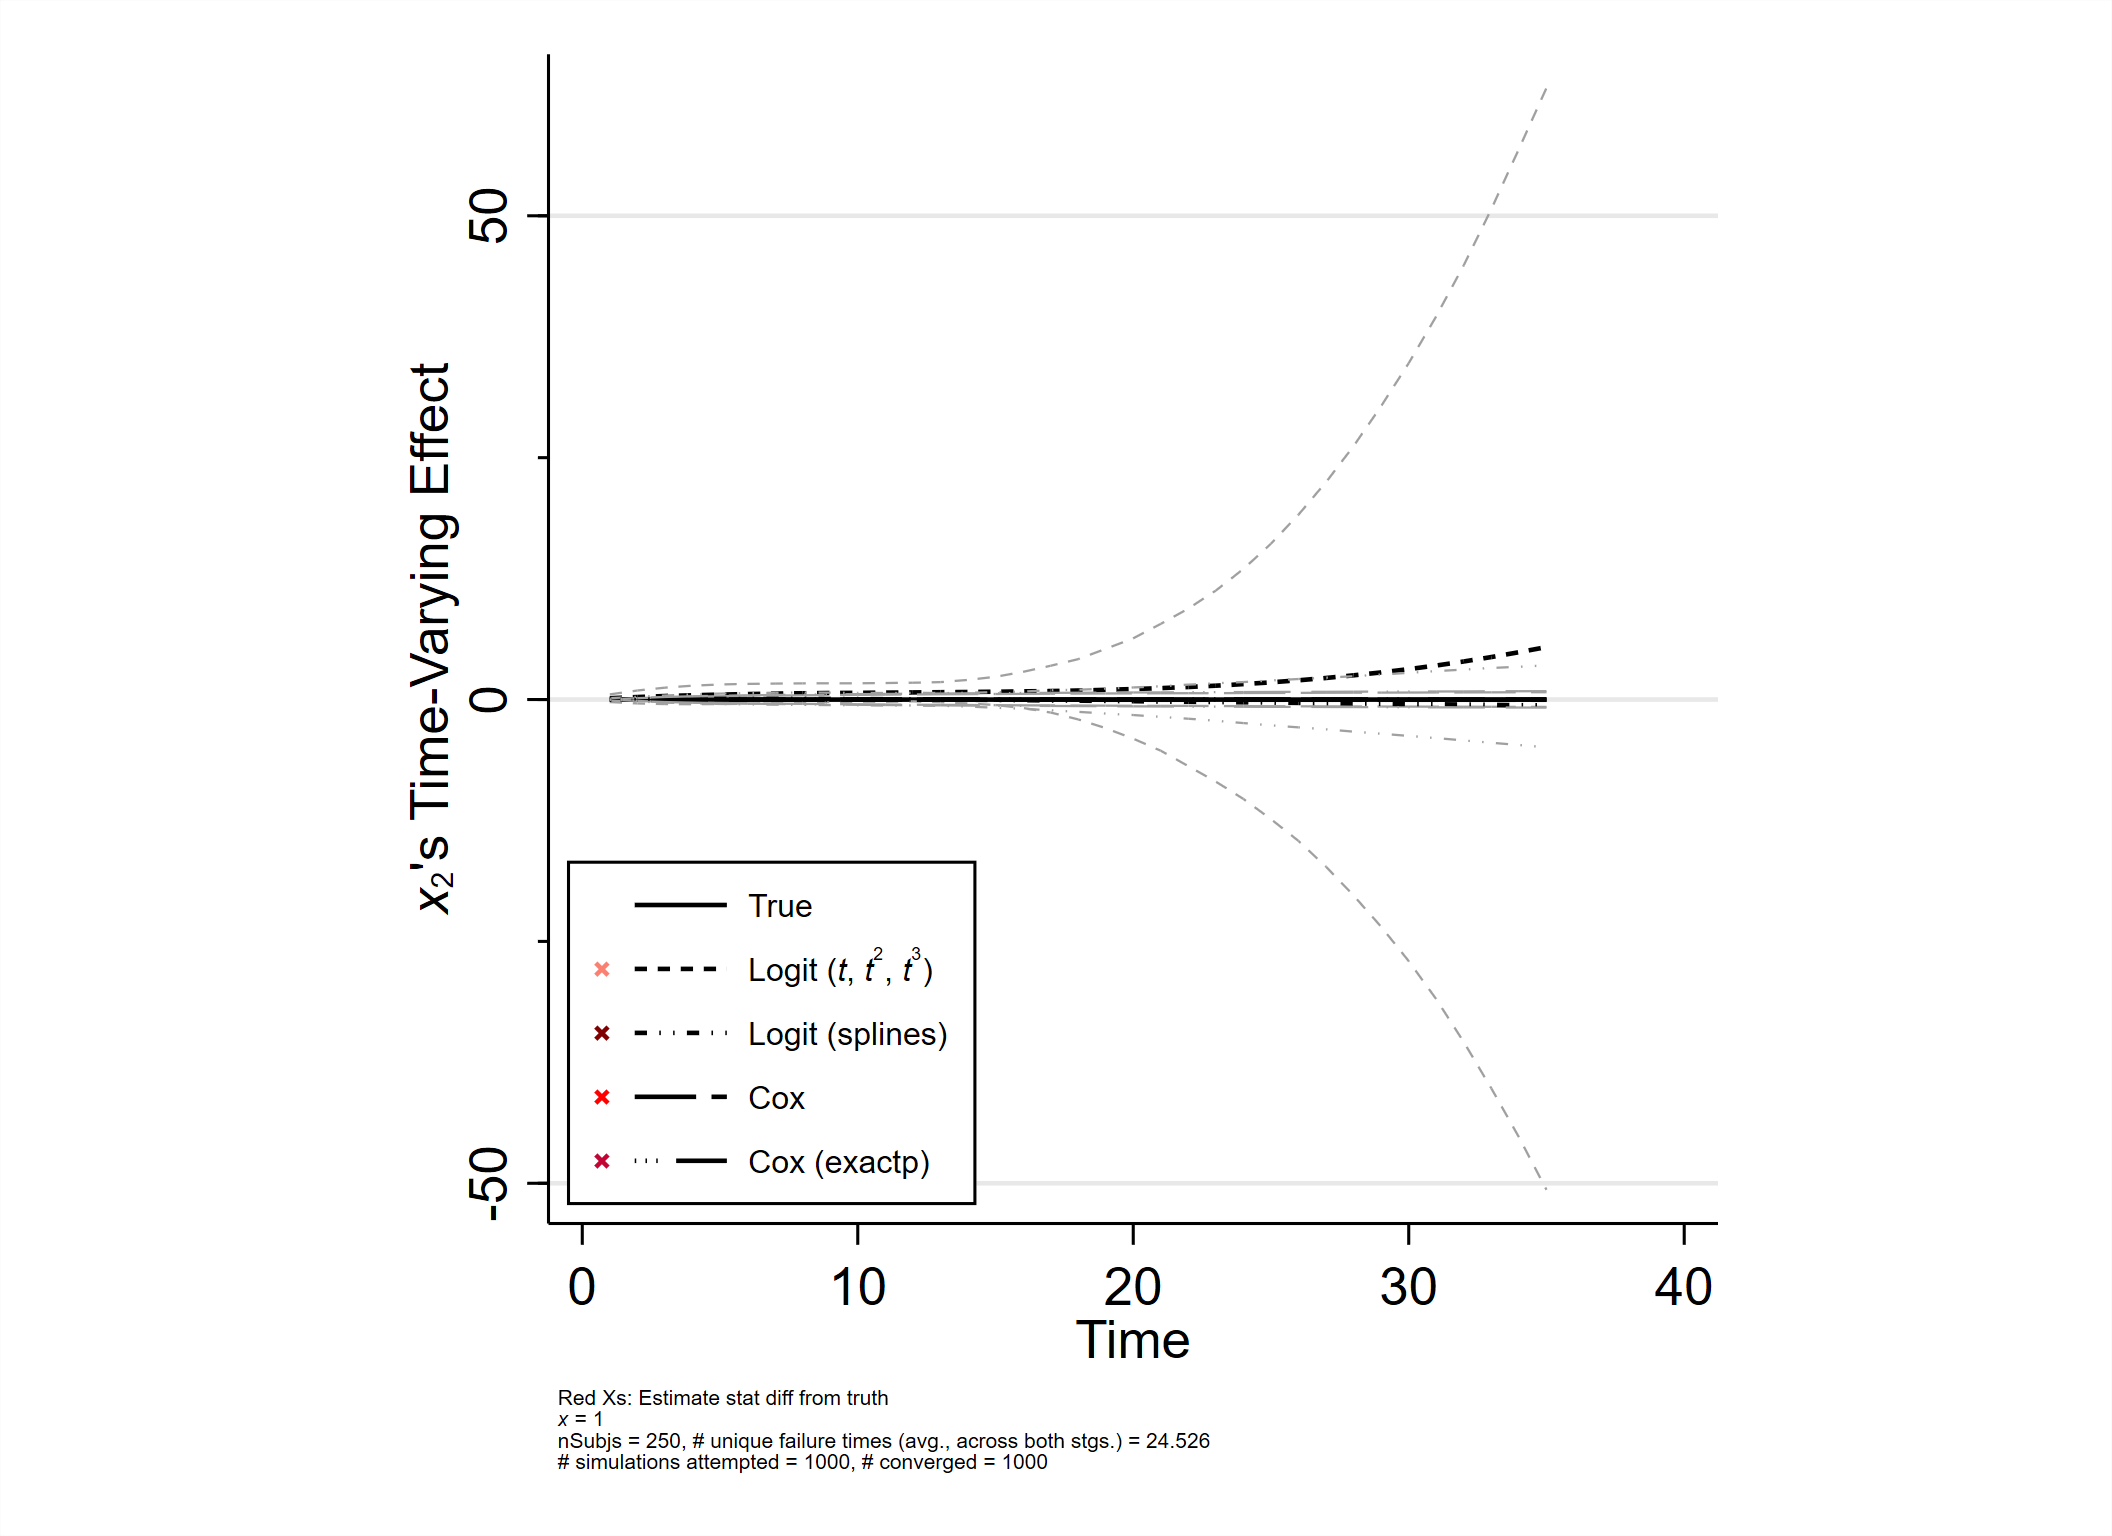 50
0
-50
x₂'s Time-Varying Effect
True
Logit (t, t², t³)
Logit (splines)
Cox
Cox (exactp)
0 10 20 30 40
Time
Red Xs: Estimate stat diff from truth
x = 1
nSubjs = 250, # unique failure times (avg., across both stgs.) = 24.526
# simulations attempted = 1000, # converged = 1000